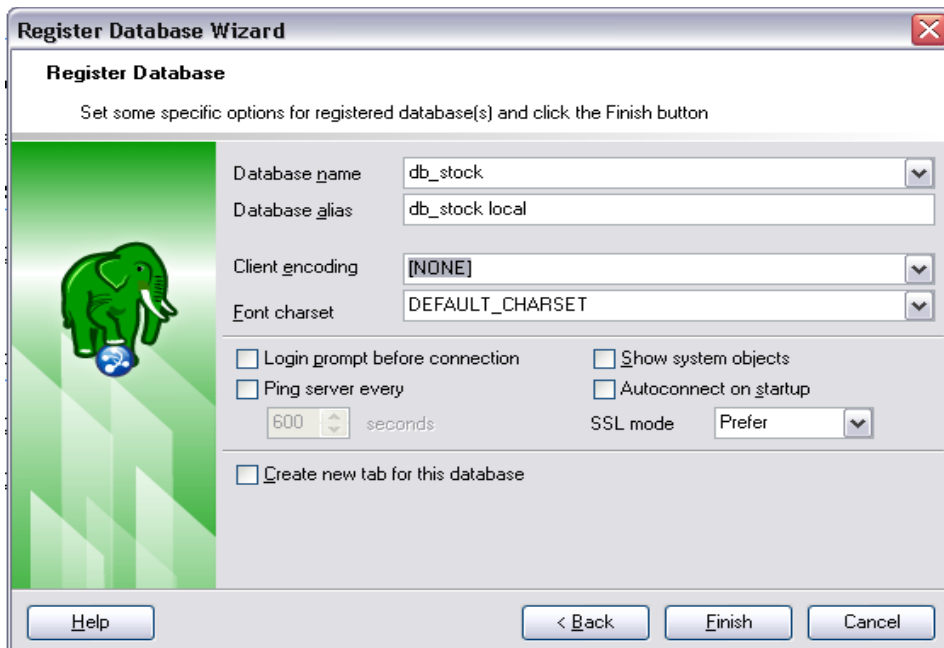 Register Database Wizard
Register Database
Set some specific options for registered database(s) and click the Finish button
Database name db_stock
Database alias db_stock local
Client encoding [NONE]
Font charset DEFAULT_CHARSET
Login prompt before connection Show system objects
Ping server every Autoconnect on startup
600 seconds SSL mode Prefer
Create new tab for this database
Help < Back Finish Cancel